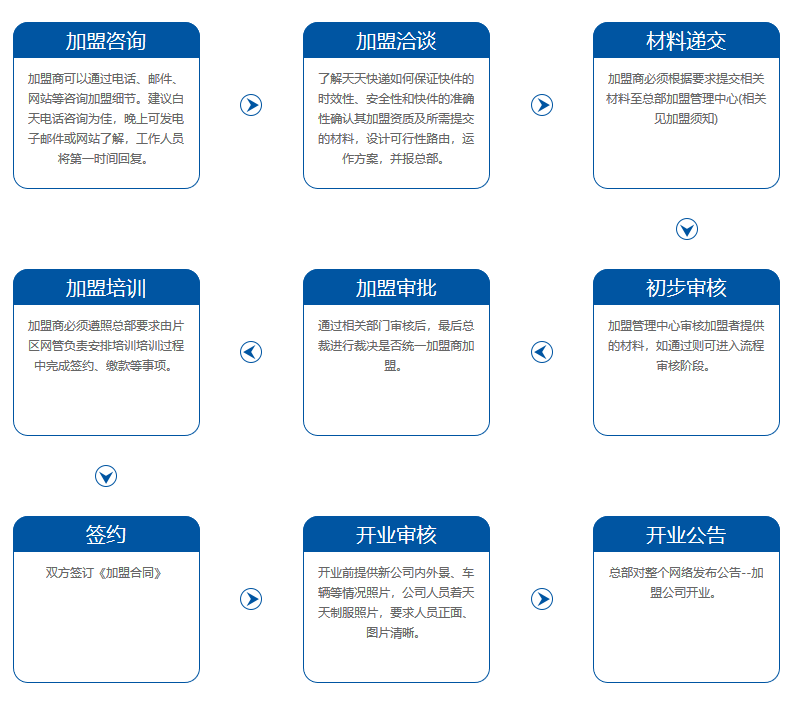 加盟咨询
加盟商可以通过电话、邮件、
网站等咨询加盟细节。建议白
天电话咨询为佳，晚上可发电
子邮件或网站了解，工作人员
将第一时间回复。
加盟洽谈
了解天天快递如何保证快件的
时效性、安全性和快件的准确
性确认其加盟资质及所需提交
的材料，设计可行性路由，运
作方案，并报总部。
材料递交
加盟商必须根据要求提交相关
材料至总部加盟管理中心(相关
见加盟须知)
初步审核
加盟管理中心审核加盟者提供
的材料，如通过则可进入流程
审核阶段。
加盟审批
通过相关部门审核后，最后总
裁进行裁决是否统一加盟商加
盟。
加盟培训
加盟商必须遵照总部要求由片
区网管负责安排培训培训过程
中完成签约、缴款等事项。
签约
双方签订《加盟合同》
开业审核
开业前提供新公司内外景、车
辆等情况照片，公司人员着天
天制服照片，要求人员正面、
图片清晰。
开业公告
总部对整个网络发布公告--加
盟公司开业。